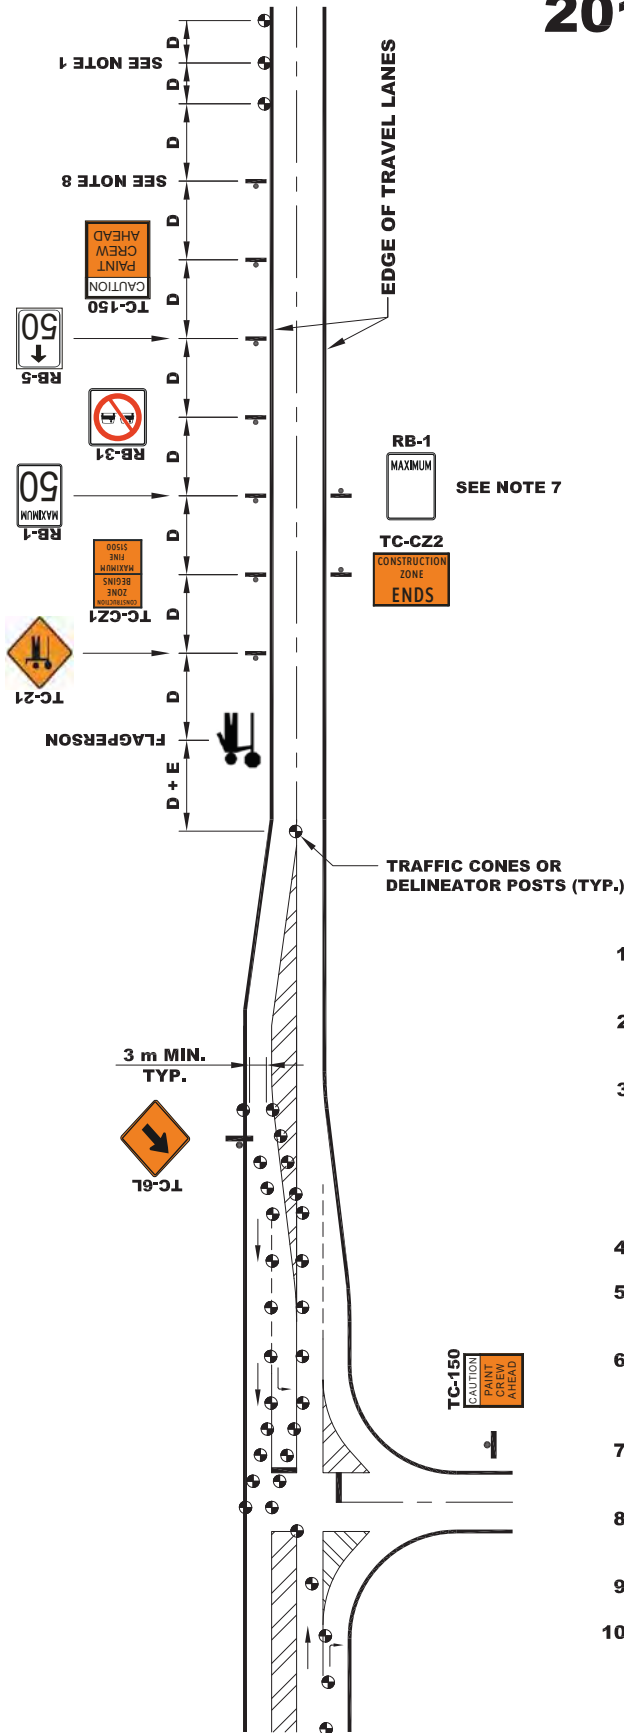 201
D
SEE NOTE 1
D
D
SEE NOTE 8
D
CAUTION
PAINT
CREW
AHEAD
TC-150
D
50
RB-5
D
RB-31
D
MAXIMUM
50
RB-1
D
CONSTRUCTION
ZONE
BEGINS
MAXIMUM
FINE
$1500
TC-CZ1
D
TC-21
D
FLAGPERSON
D + E
EDGE OF TRAVEL LANES
RB-1
MAXIMUM
SEE NOTE 7
TC-CZ2
CONSTRUCTION
ZONE
ENDS
TRAFFIC CONES OR
DELINEATOR POSTS (TYP.)
1
2
3
3 m MIN.
TYP.
TC-6L
4
5
6
TC-150
CAUTION
PAINT
CREW
AHEAD
7
8
9
10